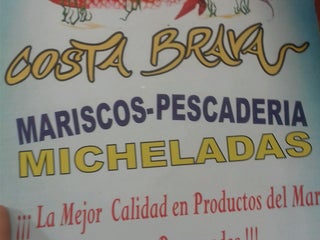 COSTA BRAVA
MARISCOS-PESCADERIA
MICHELADAS
¡¡¡ La Mejor Calidad en Productos del Mar
!!!